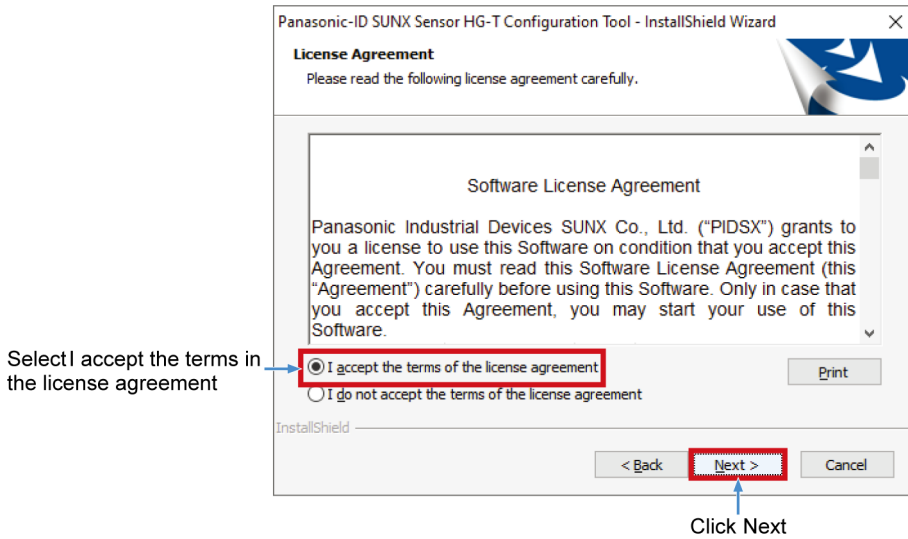 Panasonic-ID SUNX Sensor HG-T Configuration Tool - InstallShield Wizard
License Agreement
Please read the following license agreement carefully.
Software License Agreement
Panasonic Industrial Devices SUNX Co., Ltd. (“PIDSX”) grants to
you a license to use this Software on condition that you accept this
Agreement. You must read this Software License Agreement (this
“Agreement”) carefully before using this Software. Only in case that
you accept this Agreement, you may start your use of this
Software.
SelectI accept the terms in
the license agreement
I accept the terms of the license agreement
Print
I do not accept the terms of the license agreement
InstallShield
< Back
Next >
Cancel
Click Next